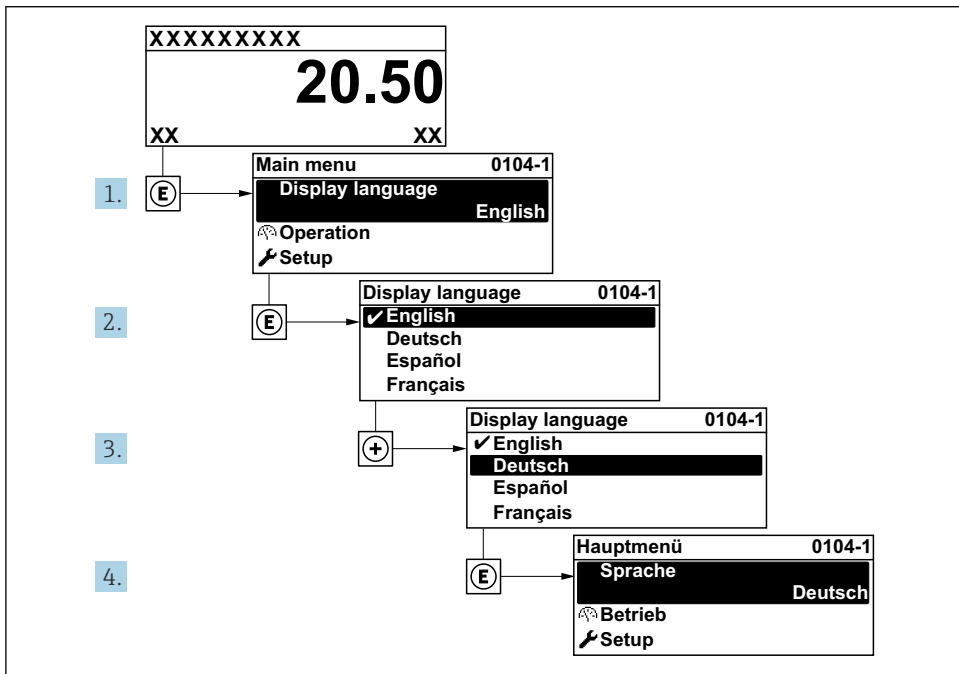 XXXXXXXXX
20.50
XX XX
1. E
Main menu 0104-1
Display language
English
Operation
Setup
2. E
Display language 0104-1
✔English
Deutsch
Español
Français
3. +
Display language 0104-1
✔English
Deutsch
Español
Français
4. E
Hauptmenü 0104-1
Sprache
Deutsch
Betrieb
Setup